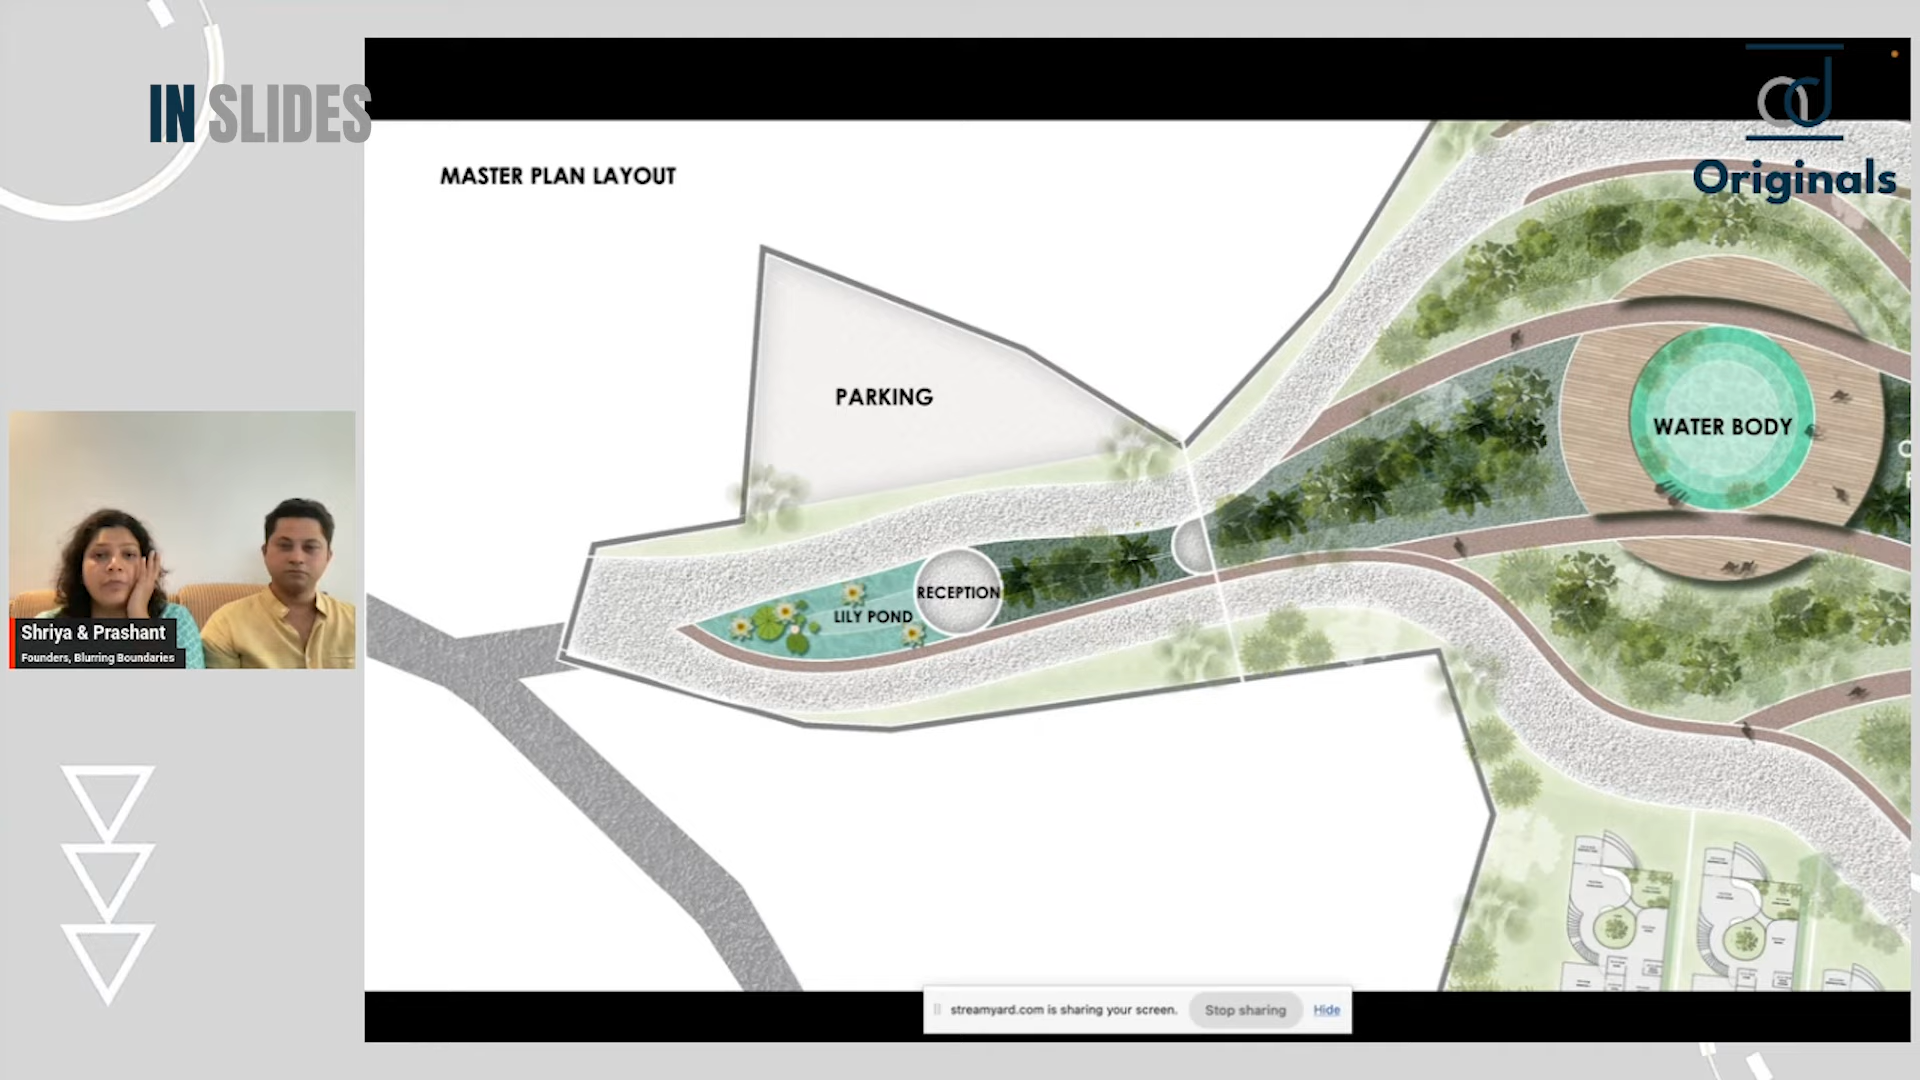 IN SLIDES
ad
Originals
MASTER PLAN LAYOUT
PARKING
WATER BODY
RECEPTION
LILY POND
Shriya & Prashant
Founders, Blurring Boundaries
streamyard.com is sharing your screen.
Stop sharing
Hide